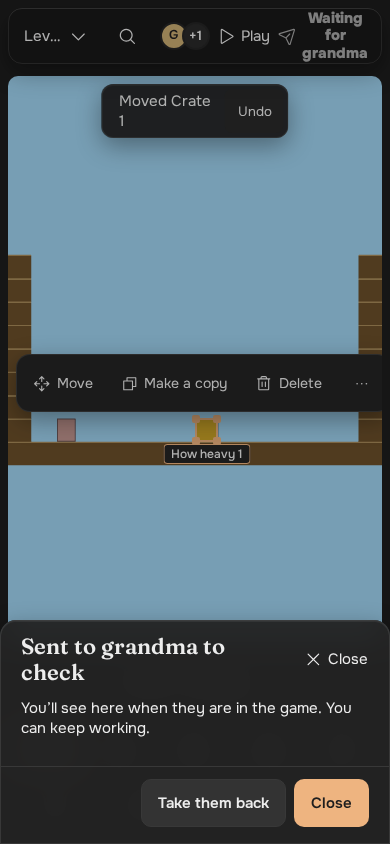 Lev...
G
+1
Play
Waiting
for
grandma
Moved Crate
1
Undo
Move
Make a copy
Delete
...
How heavy 1
Sent to grandma to
check
Close
You'll see here when they are in the game. You
can keep working.
Take them back
Close